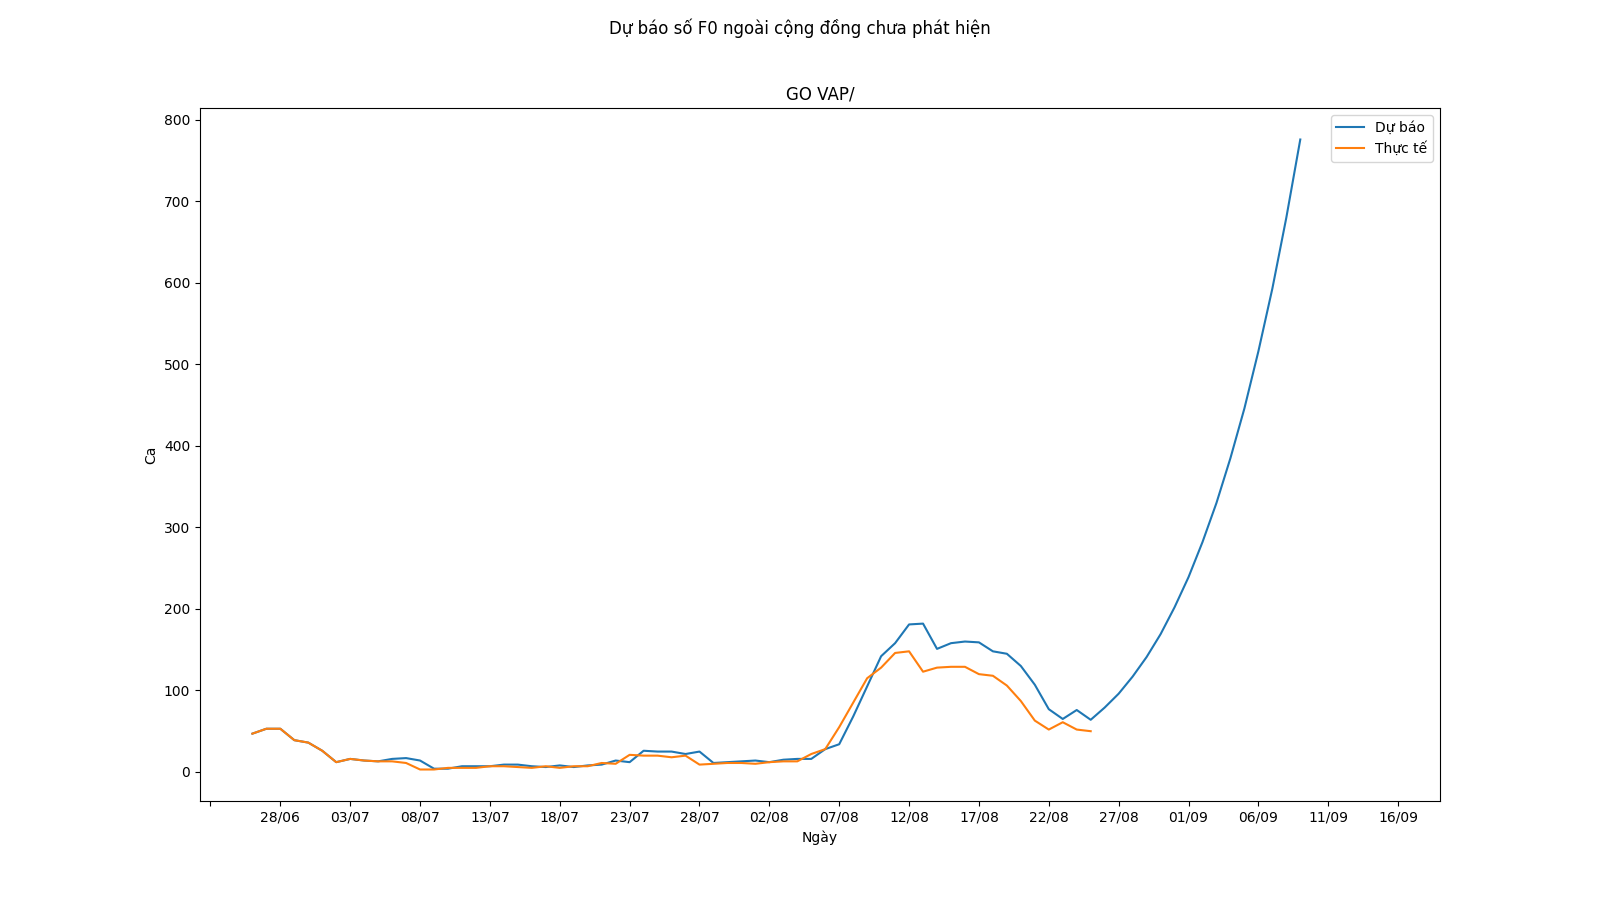 Dự báo số F0 ngoài cộng đồng chưa phát hiện
GO VAP/
Dự báo
Thực tế
800
700
600
500
400
300
200
100
0
Ca
28/06 03/07 08/07 13/07 18/07 23/07 28/07 02/08 07/08 12/08 17/08 22/08 27/08 01/09 06/09 11/09 16/09
Ngày